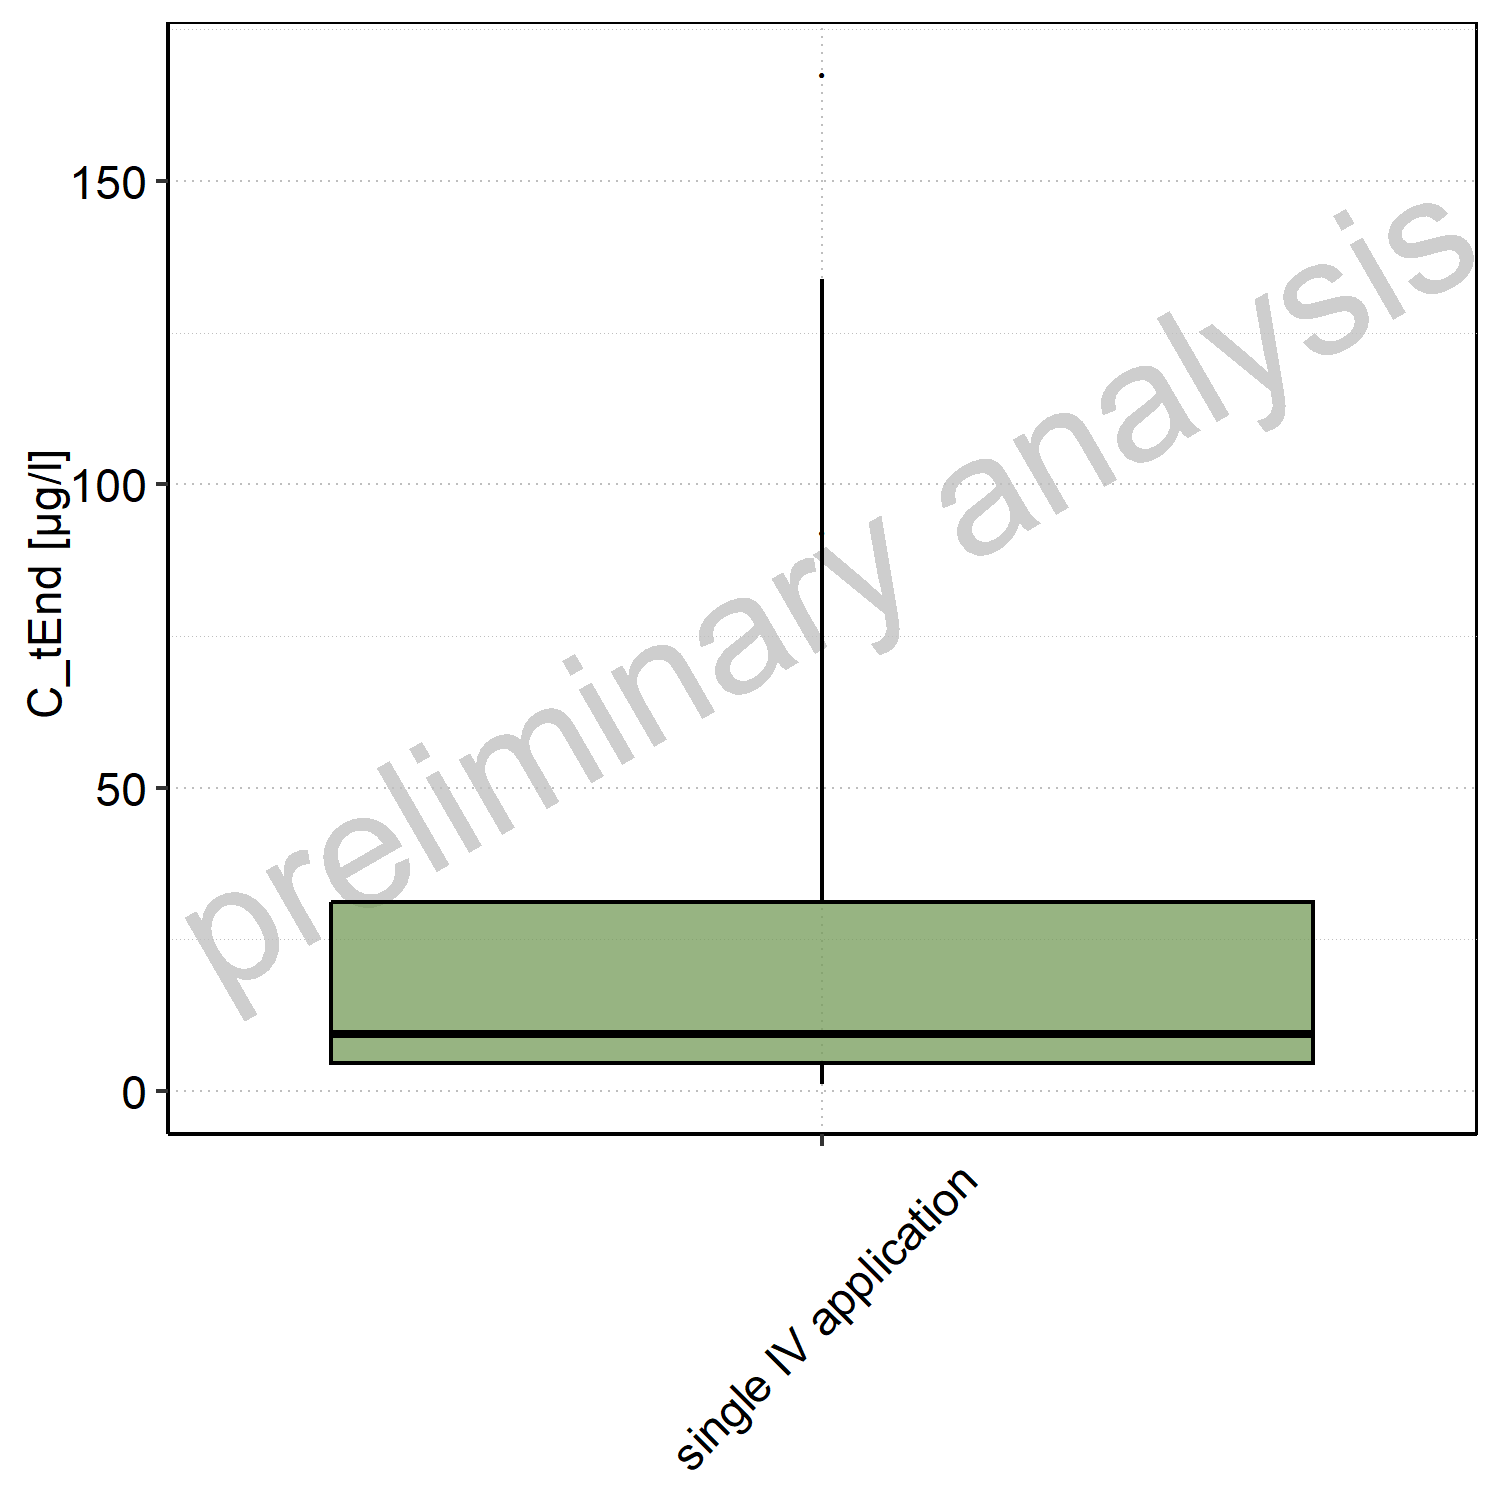 150
100
50
0
C_tEnd [µg/l]
preliminary analysis
single IV application